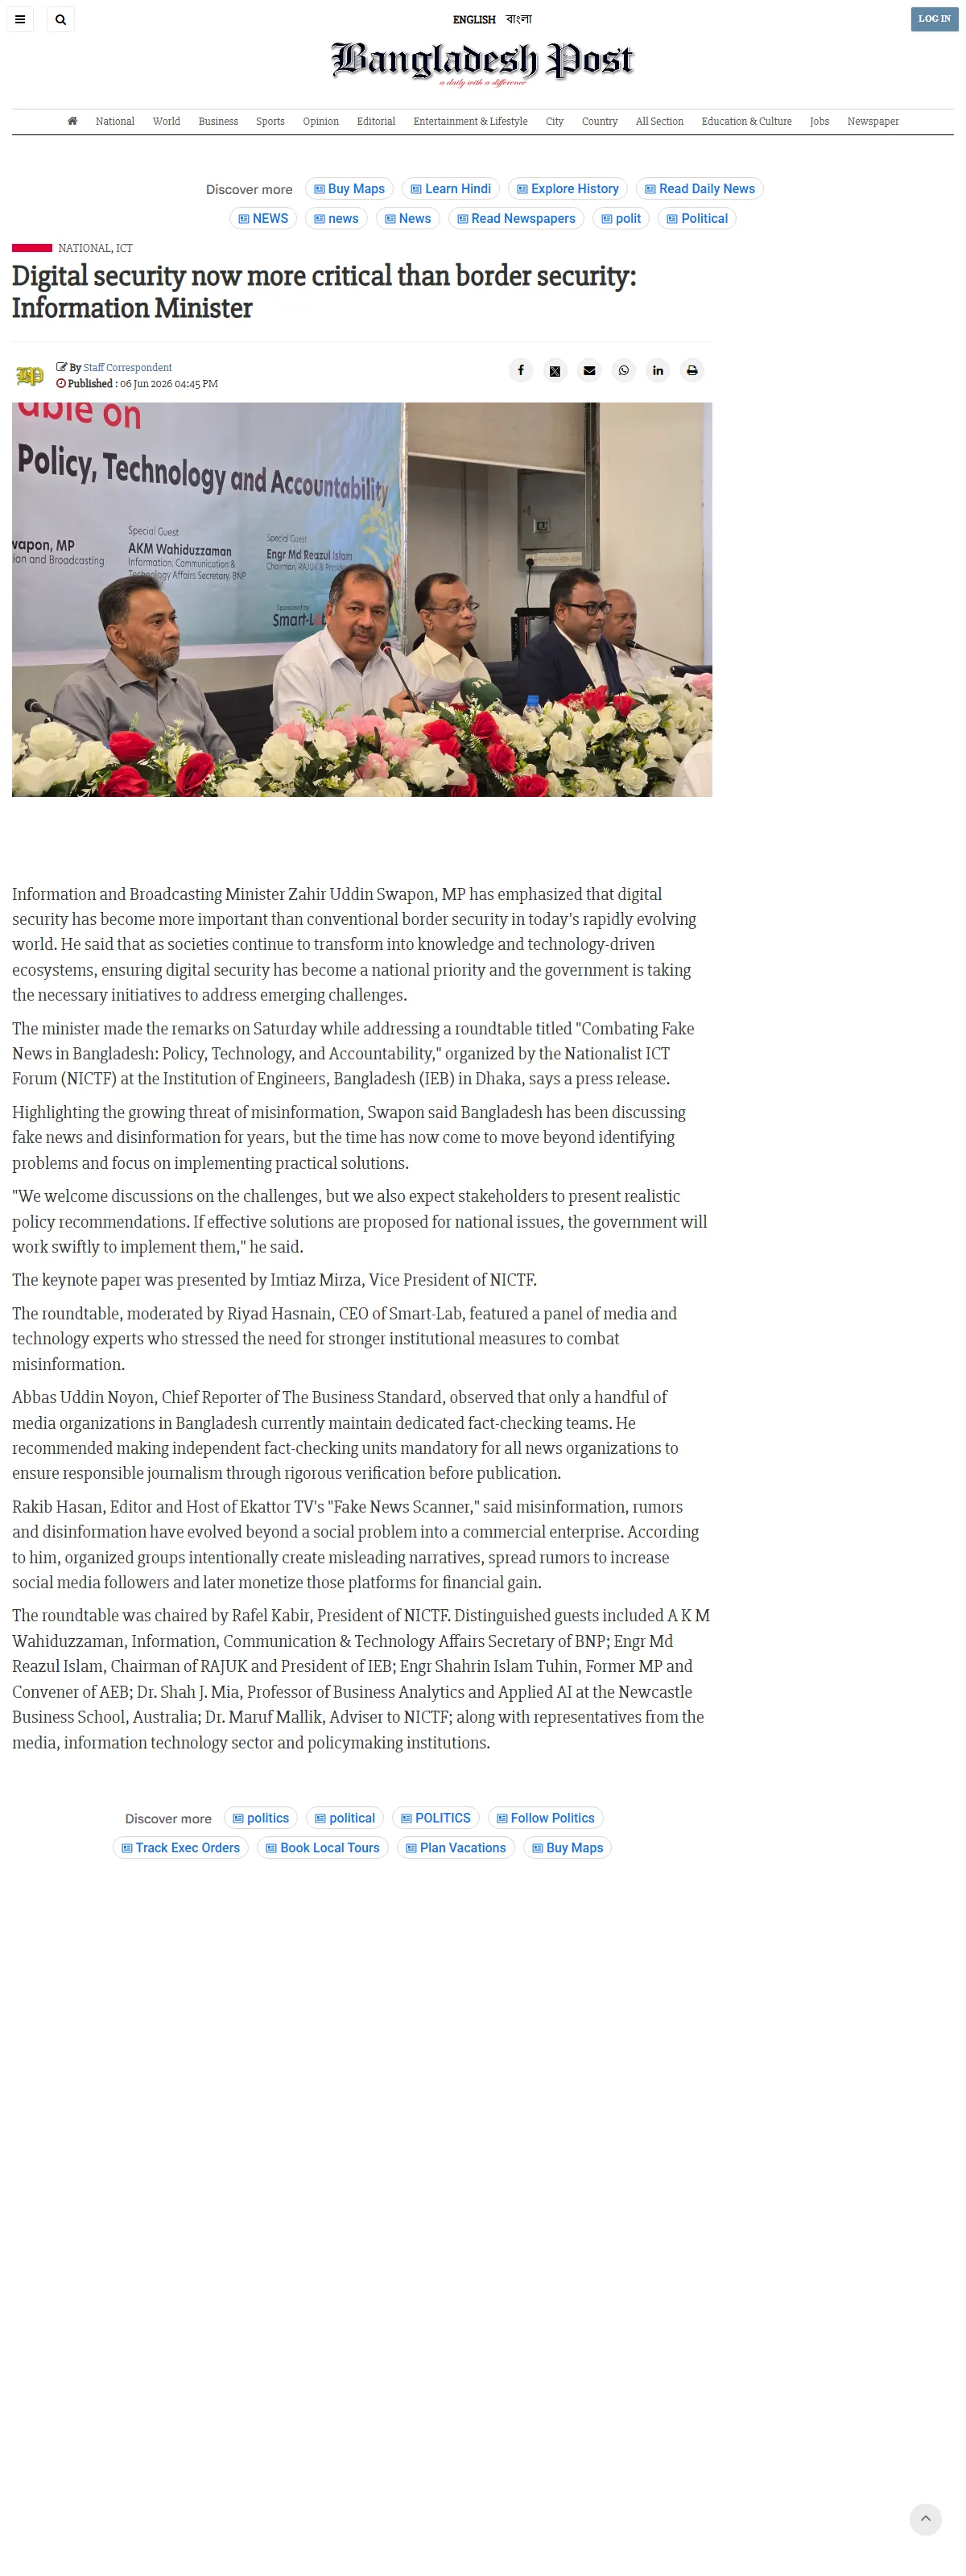 ENGLISH বাংলা
LOG IN
Bangladesh Post
a daily with a difference
National World Business Sports Opinion Editorial Entertainment & Lifestyle City Country All Section Education & Culture Jobs Newspaper
Discover more Buy Maps Learn Hindi Explore History Read Daily News
NEWS news News Read Newspapers polit Political
NATIONAL, ICT
Digital security now more critical than border security:
Information Minister
By Staff Correspondent
Published : 06 Jun 2026 04:45 PM
able on
Policy, Technology and Accountability
wapon, MP
ion and Broadcasting
Special Guest
AKM Wahiduzzaman
Information, Communication &
Technology Affairs Secretary, BNP
Special Guest
Engr Md Reazul Islam
Chairman, RAJUK &
Sponsored by
Smart-Lab
Information and Broadcasting Minister Zahir Uddin Swapon, MP has emphasized that digital
security has become more important than conventional border security in today's rapidly evolving
world. He said that as societies continue to transform into knowledge and technology-driven
ecosystems, ensuring digital security has become a national priority and the government is taking
the necessary initiatives to address emerging challenges.
The minister made the remarks on Saturday while addressing a roundtable titled "Combating Fake
News in Bangladesh: Policy, Technology, and Accountability," organized by the Nationalist ICT
Forum (NICTF) at the Institution of Engineers, Bangladesh (IEB) in Dhaka, says a press release.
Highlighting the growing threat of misinformation, Swapon said Bangladesh has been discussing
fake news and disinformation for years, but the time has now come to move beyond identifying
problems and focus on implementing practical solutions.
"We welcome discussions on the challenges, but we also expect stakeholders to present realistic
policy recommendations. If effective solutions are proposed for national issues, the government will
work swiftly to implement them," he said.
The keynote paper was presented by Imtiaz Mirza, Vice President of NICTF.
The roundtable, moderated by Riyad Hasnain, CEO of Smart-Lab, featured a panel of media and
technology experts who stressed the need for stronger institutional measures to combat
misinformation.
Abbas Uddin Noyon, Chief Reporter of The Business Standard, observed that only a handful of
media organizations in Bangladesh currently maintain dedicated fact-checking teams. He
recommended making independent fact-checking units mandatory for all news organizations to
ensure responsible journalism through rigorous verification before publication.
Rakib Hasan, Editor and Host of Ekattor TV's "Fake News Scanner," said misinformation, rumors
and disinformation have evolved beyond a social problem into a commercial enterprise. According
to him, organized groups intentionally create misleading narratives, spread rumors to increase
social media followers and later monetize those platforms for financial gain.
The roundtable was chaired by Rafel Kabir, President of NICTF. Distinguished guests included A K M
Wahiduzzaman, Information, Communication & Technology Affairs Secretary of BNP; Engr Md
Reazul Islam, Chairman of RAJUK and President of IEB; Engr Shahrin Islam Tuhin, Former MP and
Convener of AEB; Dr. Shah J. Mia, Professor of Business Analytics and Applied AI at the Newcastle
Business School, Australia; Dr. Maruf Mallik, Adviser to NICTF; along with representatives from the
media, information technology sector and policymaking institutions.
Discover more politics political POLITICS Follow Politics
Track Exec Orders Book Local Tours Plan Vacations Buy Maps